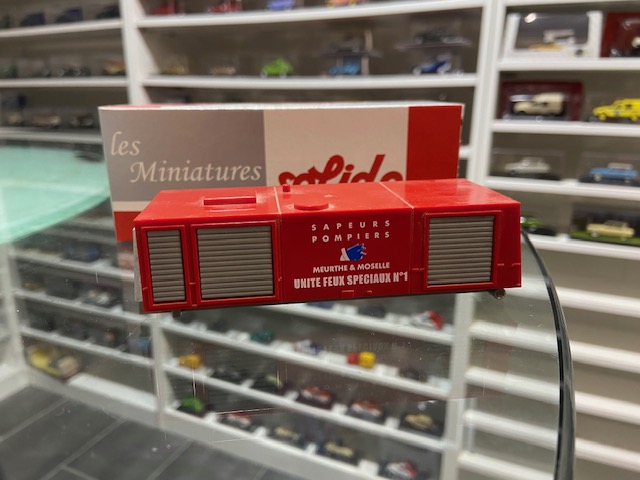 les
Miniatures
solido
SAPEURS
POMPIERS
MEURTHE & MOSELLE
UNITE FEUX SPECIAUX N°1